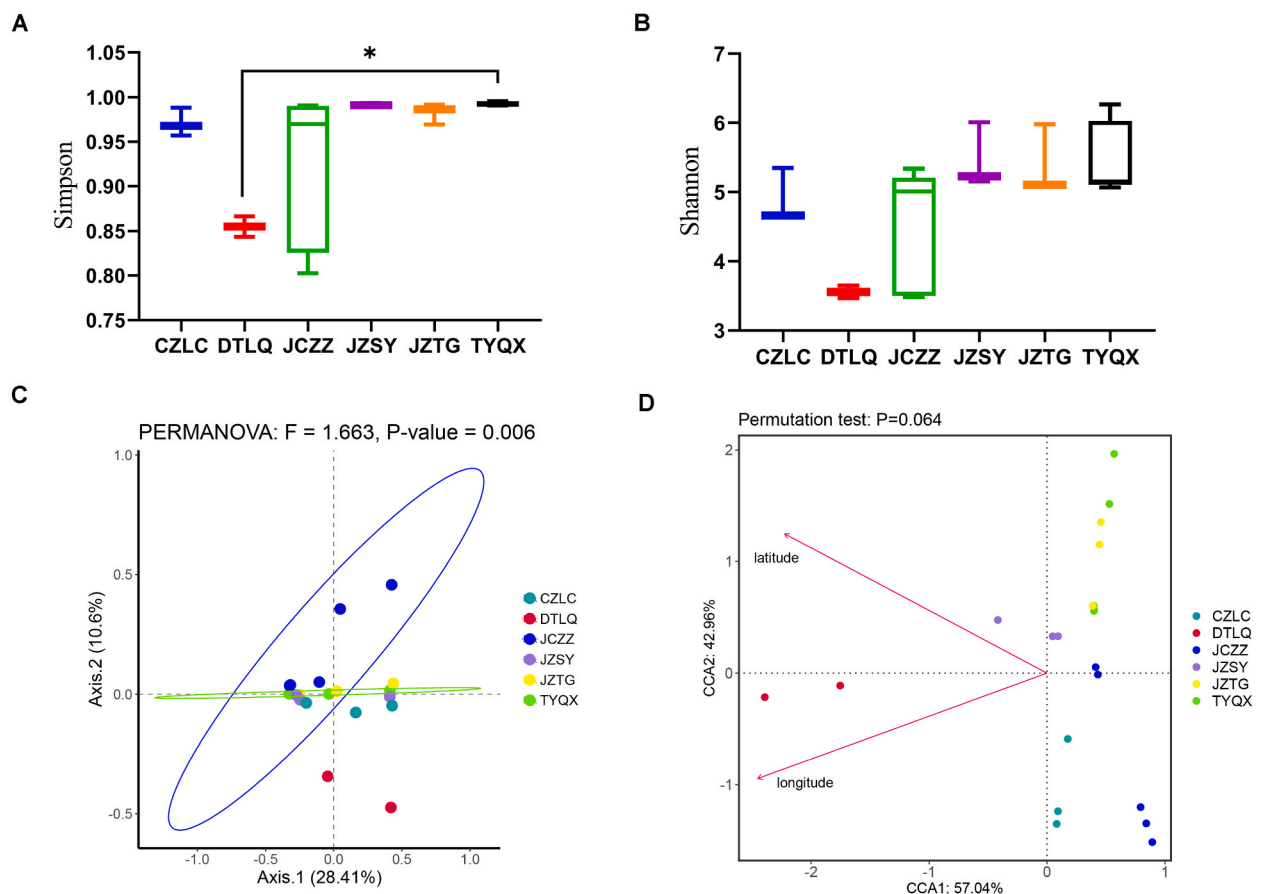 A
Simpson
1.05
1.00
0.95
0.90
0.85
0.80
0.75
*
CZLC DTLQ JCZZ JZSY JZTG TYQX
B
Shannon
7
6
5
4
3
CZLC DTLQ JCZZ JZSY JZTG TYQX
C
PERMANOVA: F = 1.663, P-value = 0.006
Axis.2 (10.6%)
1.0
0.5
0.0
-0.5
-1.0 -0.5 0.0 0.5 1.0
Axis.1 (28.41%)
CZLC
DTLQ
JCZZ
JZSY
JZTG
TYQX
D
Permutation test: P=0.064
CCA2: 42.96%
2
1
0
-1
latitude
longitude
-2 -1 0 1
CCA1: 57.04%
CZLC
DTLQ
JCZZ
JZSY
JZTG
TYQX